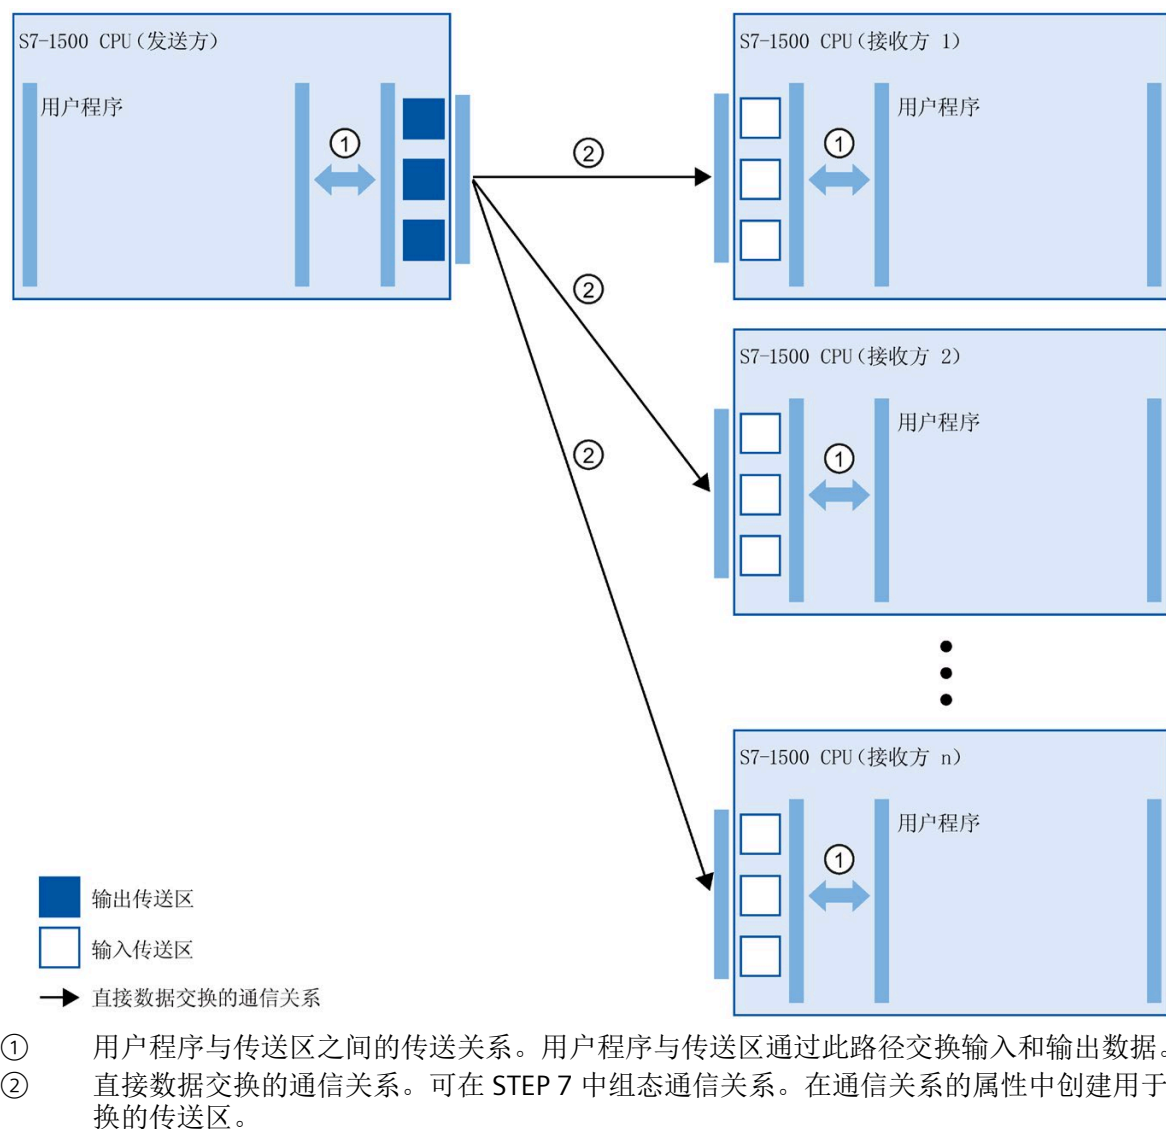 S7-1500 CPU(发送方)
用户程序
①
S7-1500 CPU(接收方 1)
①
用户程序
②
②
②
S7-1500 CPU(接收方 2)
①
用户程序
S7-1500 CPU(接收方 n)
①
用户程序
输出传送区
输入传送区
直接数据交换的通信关系
① 用户程序与传送区之间的传送关系。用户程序与传送区通过此路径交换输入和输出数据。
② 直接数据交换的通信关系。可在 STEP 7 中组态通信关系。在通信关系的属性中创建用于
换的传送区。